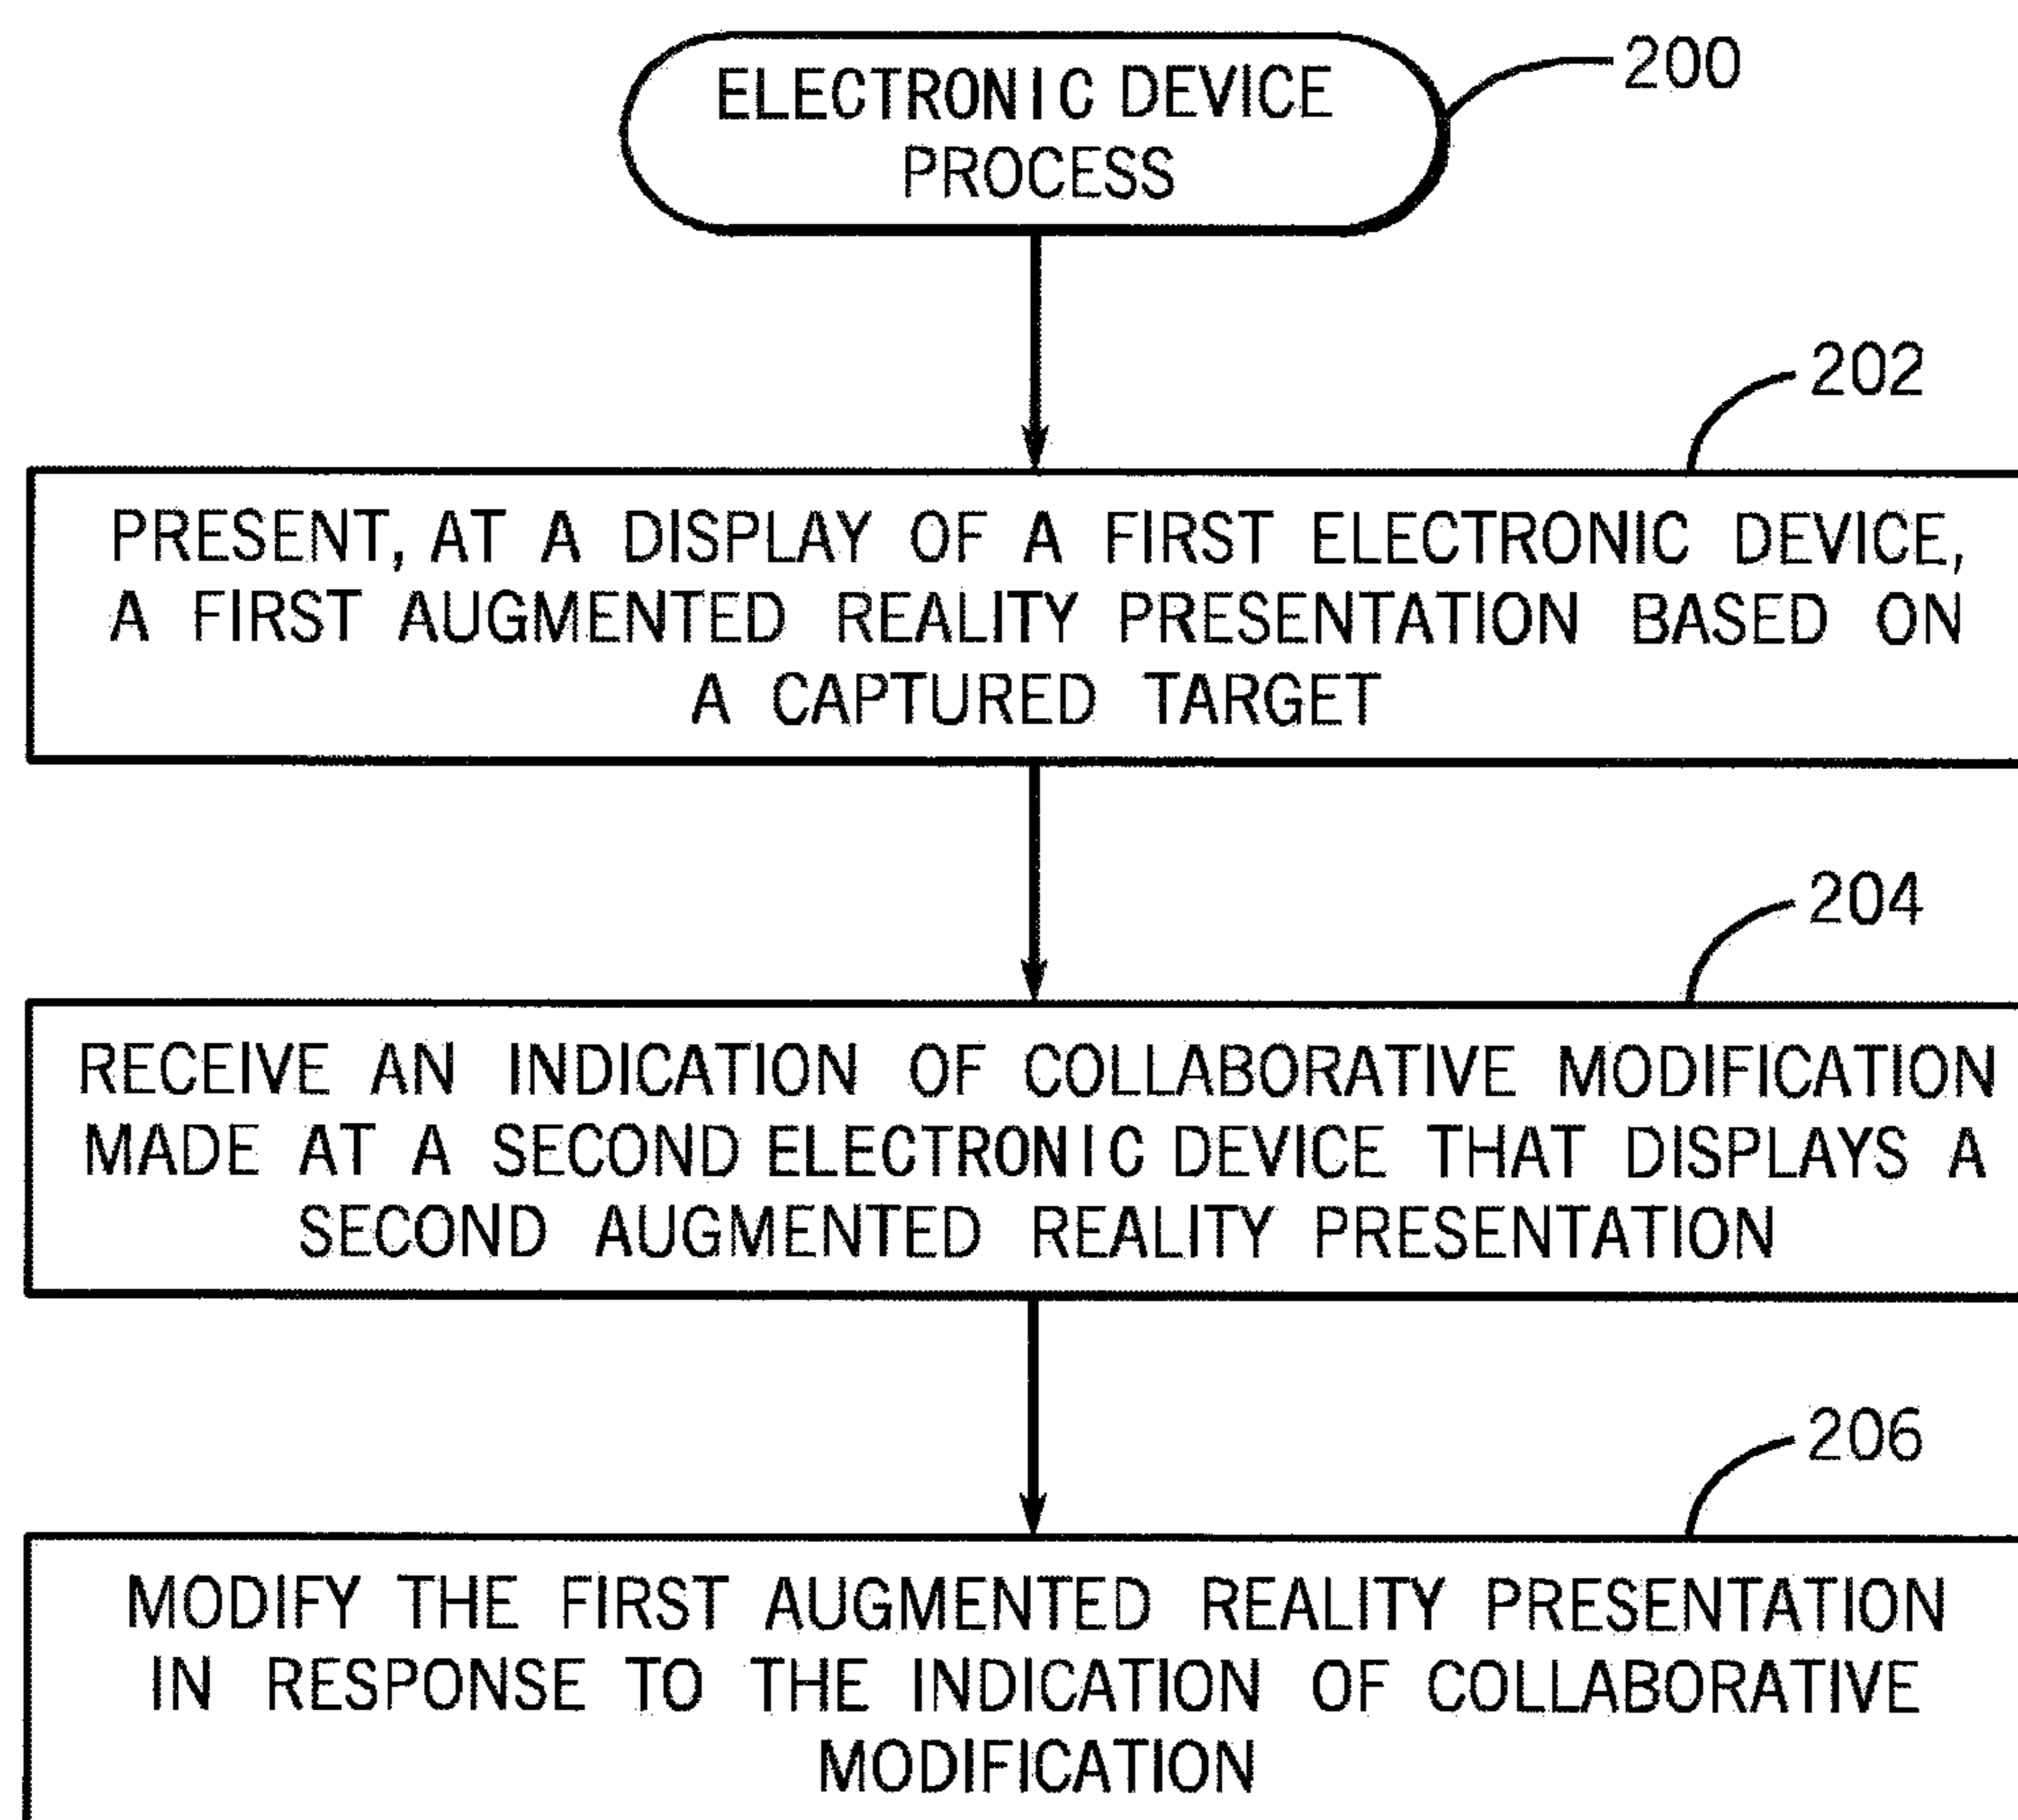 ELECTRONIC DEVICE
PROCESS
200
202
PRESENT, AT A DISPLAY OF A FIRST ELECTRONIC DEVICE,
A FIRST AUGMENTED REALITY PRESENTATION BASED ON
A CAPTURED TARGET
204
RECEIVE AN INDICATION OF COLLABORATIVE MODIFICATION
MADE AT A SECOND ELECTRONIC DEVICE THAT DISPLAYS A
SECOND AUGMENTED REALITY PRESENTATION
206
MODIFY THE FIRST AUGMENTED REALITY PRESENTATION
IN RESPONSE TO THE INDICATION OF COLLABORATIVE
MODIFICATION